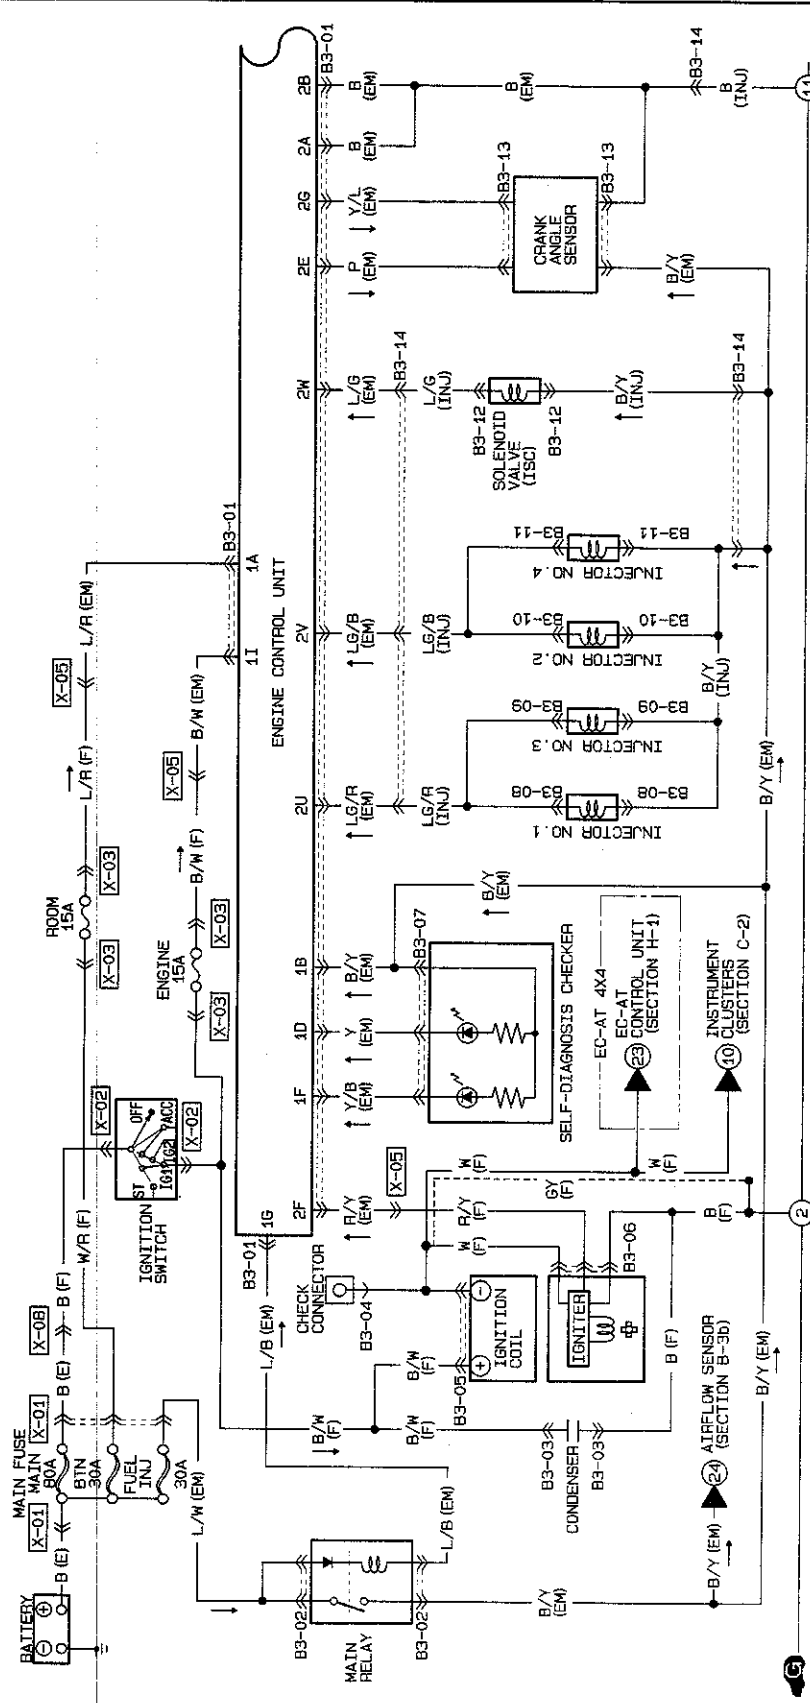 BATTERY
B (E)
X-01
MAIN FUSE
MAIN
80A
BTN
30A
FUEL
INJ
30A
X-01
B (E)
X-08
B (F)
W/R (F)
L/W (EM)
IGNITION
SWITCH
ST
IG1
IG2
ACC
OFF
X-02
X-02
ROOM
15A
X-03
X-03
L/R (F)
X-05
L/R (EM)
ENGINE
15A
X-03
X-03
B/W (F)
X-05
B/W (EM)
B3-01
1I
1A
ENGINE CONTROL UNIT
B3-01
1G
2F
1F
1D
1B
2U
2V
2W
2E
2G
2A
2B
B3-01
L/B (EM)
L/B (EM)
MAIN
RELAY
B3-02
B3-02
B/Y
(EM)
CHECK
CONNECTOR
B3-04
R/Y
(EM)
X-05
R/Y
(F)
W
(F)
W
(F)
W
(F)
GY
(F)
B
(F)
B (F)
B/W
(F)
B/W
(F)
B/W
(F)
B3-05
IGNITION
COIL
IGNITER
B3-06
B3-03
CONDENSER
B3-03
AIRFLOW SENSOR
(SECTION B-3b)
24
B/Y (EM)
B/Y (EM)
Y/B
(EM)
Y
(EM)
B/Y
(EM)
B3-07
SELF-DIAGNOSIS CHECKER
B/Y
(EM)
EC-AT 4X4
EC-AT
CONTROL UNIT
(SECTION H-1)
23
INSTRUMENT
CLUSTERS
(SECTION C-2)
10
2
LG/R
(EM)
LG/R
(INJ)
LG/B
(EM)
LG/B
(INJ)
B3-08
INJECTOR NO.1
B3-08
B3-09
INJECTOR NO.3
B3-09
B3-10
INJECTOR NO.2
B3-10
B3-11
INJECTOR NO.4
B3-11
B/Y
(INJ)
B/Y (EM)
B3-14
L/G
(EM)
B3-14
L/G
(INJ)
B3-12
SOLENOID
VALVE
(ISC)
B3-12
B/Y
(INJ)
P
(EM)
Y/L
(EM)
B3-13
CRANK
ANGLE
SENSOR
B3-13
B/Y
(EM)
B
(EM)
B
(EM)
B
(EM)
B3-14
B
(INJ)
11
G